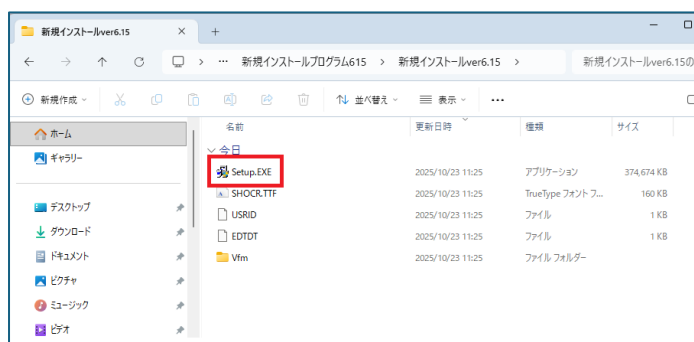 新規インストールver6.15
新規インストールプログラム615 > 新規インストールver6.15 > 新規インストールver6.15の
新規作成 並べ替え 表示 ...
ホーム
ギャラリー
デスクトップ
ダウンロード
ドキュメント
ピクチャ
ミュージック
ビデオ
名前 更新日時 種類 サイズ
今日
Setup.EXE 2025/10/23 11:25 アプリケーション 374,674 KB
SHOCR.TTF 2025/10/23 11:25 TrueType フォント フ... 160 KB
USRID 2025/10/23 11:25 ファイル 1 KB
EDTDT 2025/10/23 11:25 ファイル 1 KB
Vfm 2025/10/23 11:25 ファイル フォルダー